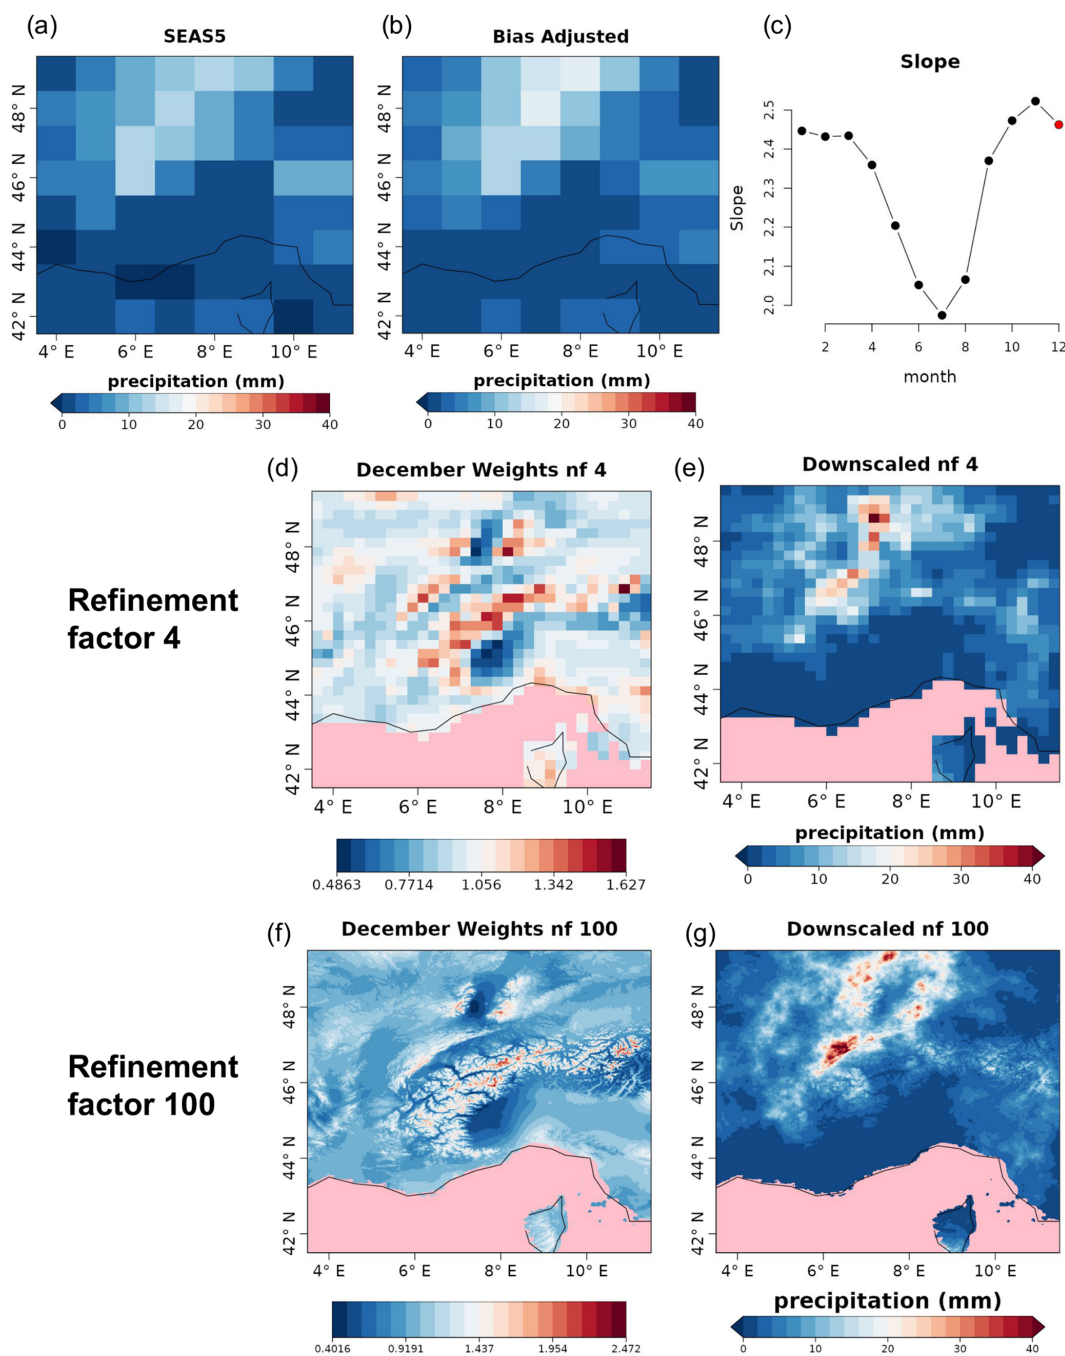 (a)
SEAS5
48° N
46° N
44° N
42° N
4° E
6° E
8° E
10° E
precipitation (mm)
0
10
20
30
40
(b)
Bias Adjusted
48° N
46° N
44° N
42° N
4° E
6° E
8° E
10° E
precipitation (mm)
0
10
20
30
40
(c)
Slope
Slope
2.5
2.4
2.3
2.2
2.1
2.0
2
4
6
8
10
12
month
Refinement
factor 4
(d)
December Weights nf 4
48° N
46° N
44° N
42° N
4° E
6° E
8° E
10° E
0.4863
0.7714
1.056
1.342
1.627
(e)
Downscaled nf 4
48° N
46° N
44° N
42° N
4° E
6° E
8° E
10° E
precipitation (mm)
0
10
20
30
40
Refinement
factor 100
(f)
December Weights nf 100
48° N
46° N
44° N
42° N
4° E
6° E
8° E
10° E
0.4016
0.9191
1.437
1.954
2.472
(g)
Downscaled nf 100
48° N
46° N
44° N
42° N
4° E
6° E
8° E
10° E
precipitation (mm)
0
10
20
30
40